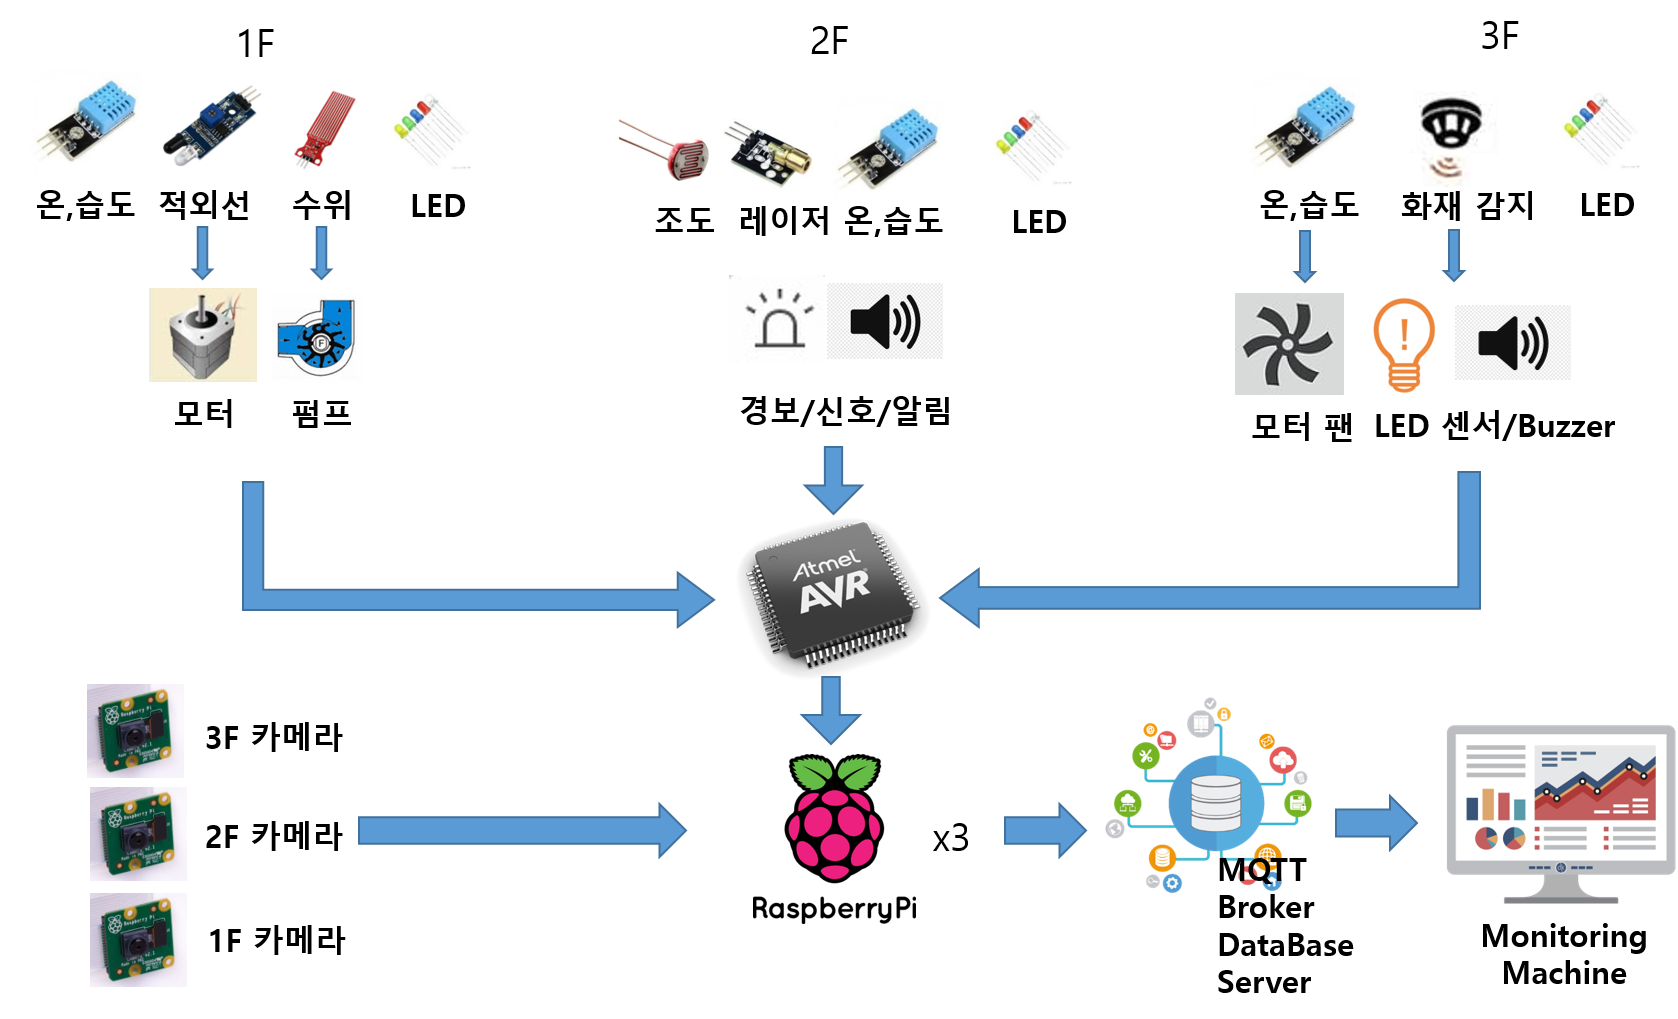 1F
2F
3F
온,습도
적외선
수위
LED
조도
레이저
온,습도
LED
온,습도
화재 감지
LED
모터
펌프
경보/신호/알림
모터 팬
LED 센서/Buzzer
Atmel
AVR
3F 카메라
2F 카메라
1F 카메라
RaspberryPi
x3
MQTT
Broker
DataBase
Server
Monitoring
Machine